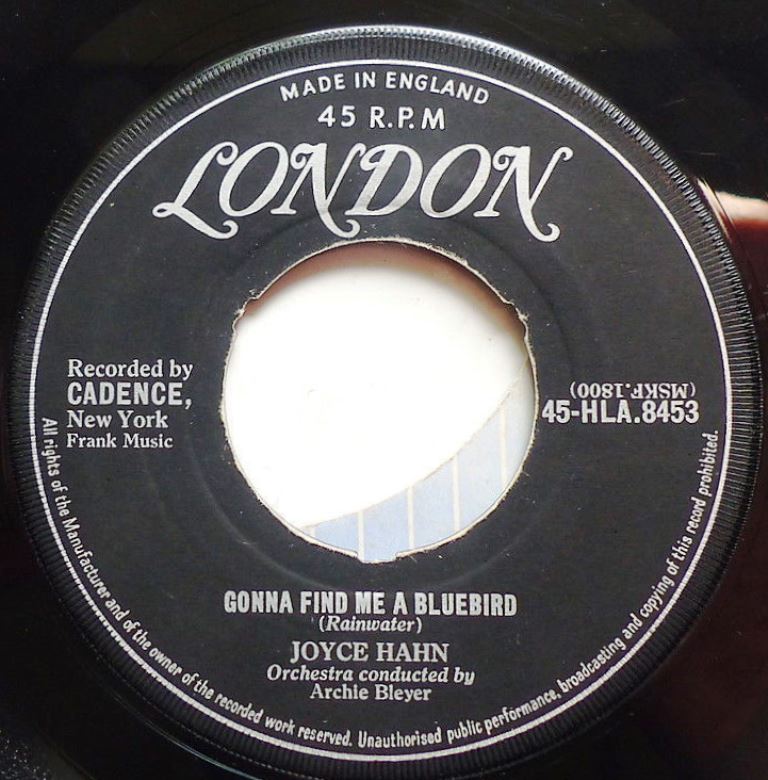 MADE IN ENGLAND
45 R.P.M
LONDON
Recorded by
CADENCE,
New York
Frank Music
(MSKF.1800)
45-HLA.8453
GONNA FIND ME A BLUEBIRD
(Rainwater)
JOYCE HAHN
Orchestra conducted by
Archie Bleyer
All rights of the Manufacturer and of the owner of the recorded work reserved. Unauthorised public performance, broadcasting and copying of this record prohibited.